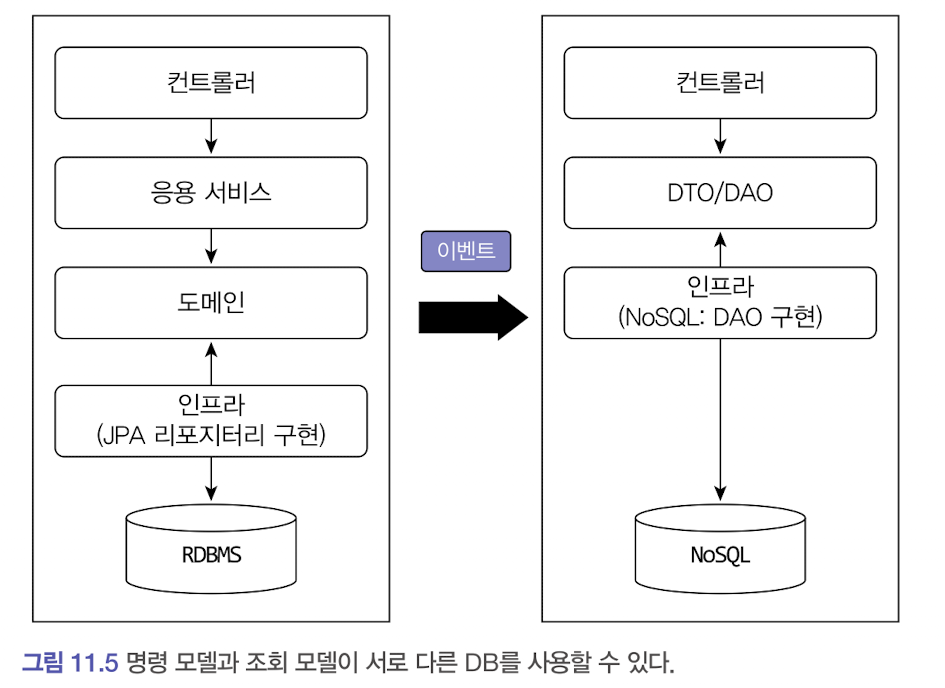 컨트롤러
응용 서비스
도메인
인프라
(JPA 리포지터리 구현)
RDBMS
이벤트
컨트롤러
DTO/DAO
인프라
(NoSQL: DAO 구현)
NoSQL
그림 11.5 명령 모델과 조회 모델이 서로 다른 DB를 사용할 수 있다.